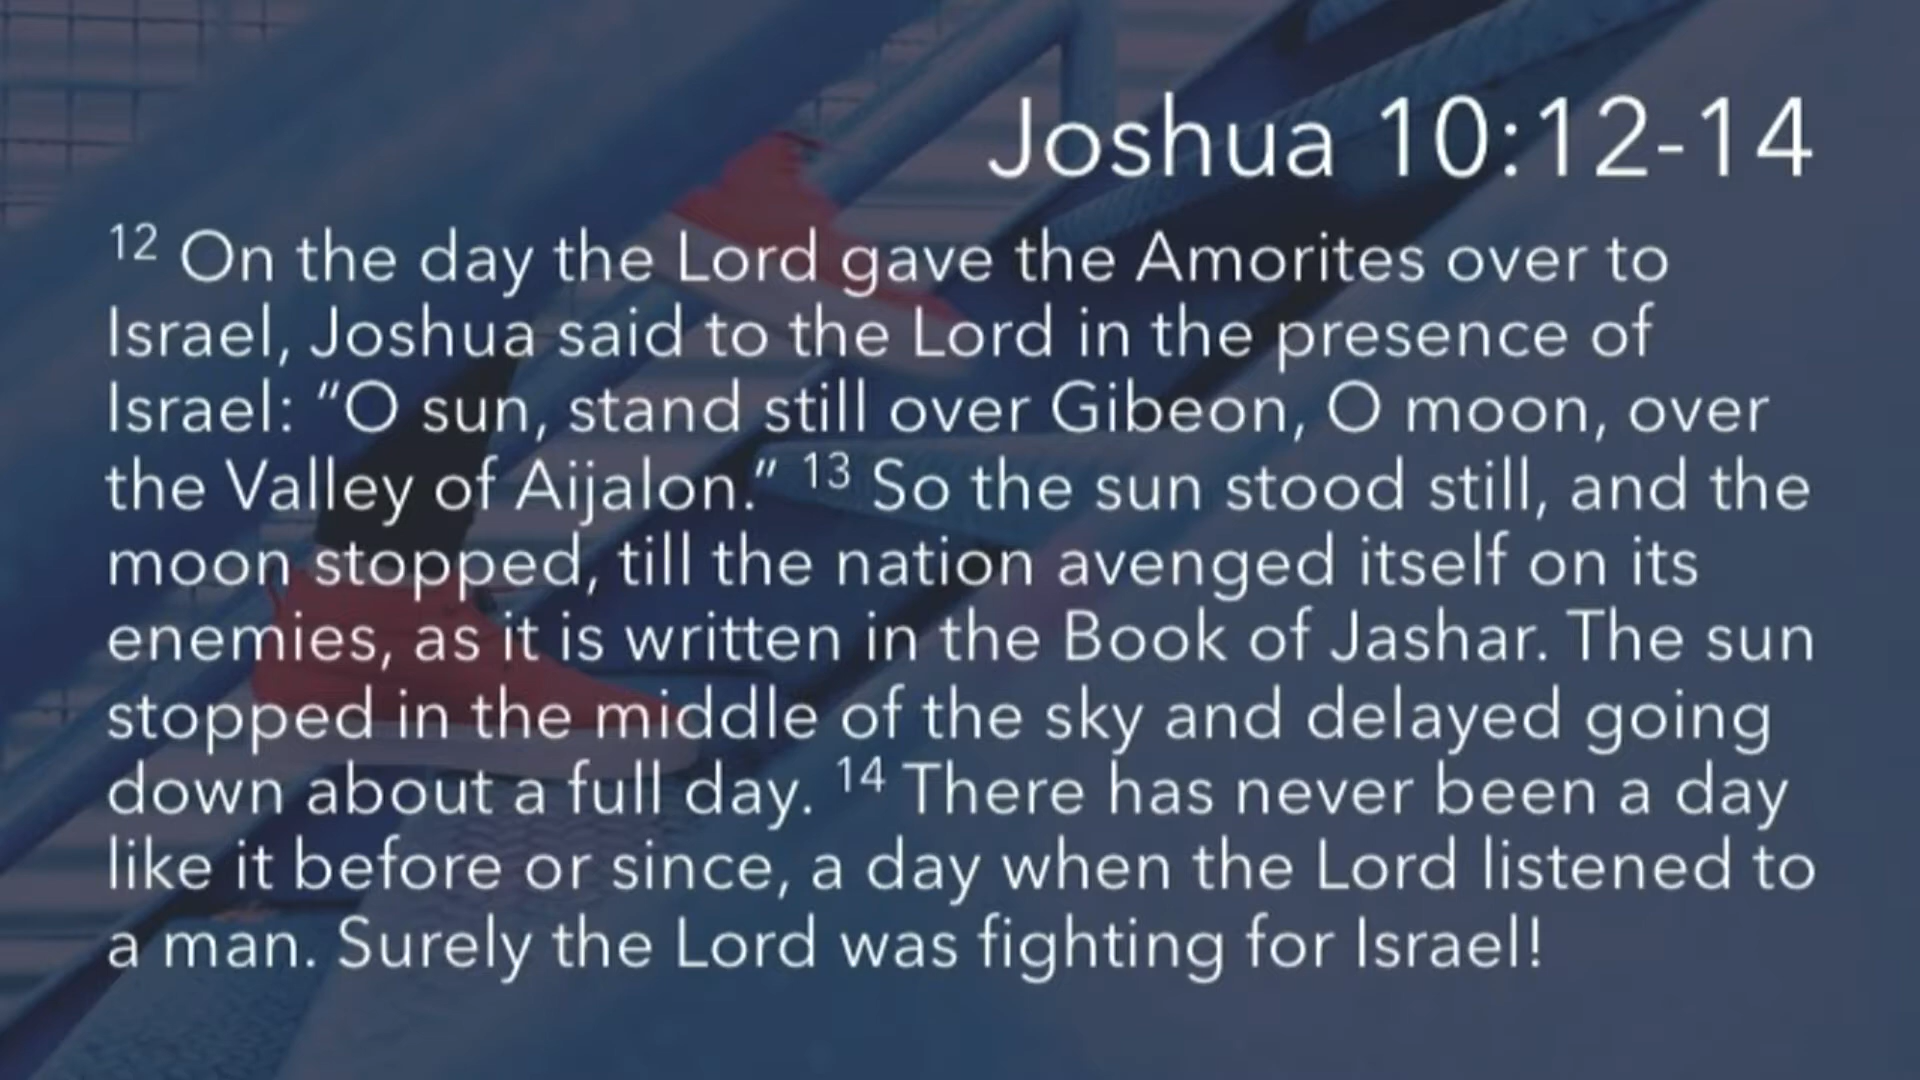 Joshua 10:12-14
12 On the day the Lord gave the Amorites over to
Israel, Joshua said to the Lord in the presence of
Israel: “O sun, stand still over Gibeon, O moon, over
the Valley of Aijalon.” 13 So the sun stood still, and the
moon stopped, till the nation avenged itself on its
enemies, as it is written in the Book of Jashar. The sun
stopped in the middle of the sky and delayed going
down about a full day. 14 There has never been a day
like it before or since, a day when the Lord listened to
a man. Surely the Lord was fighting for Israel!